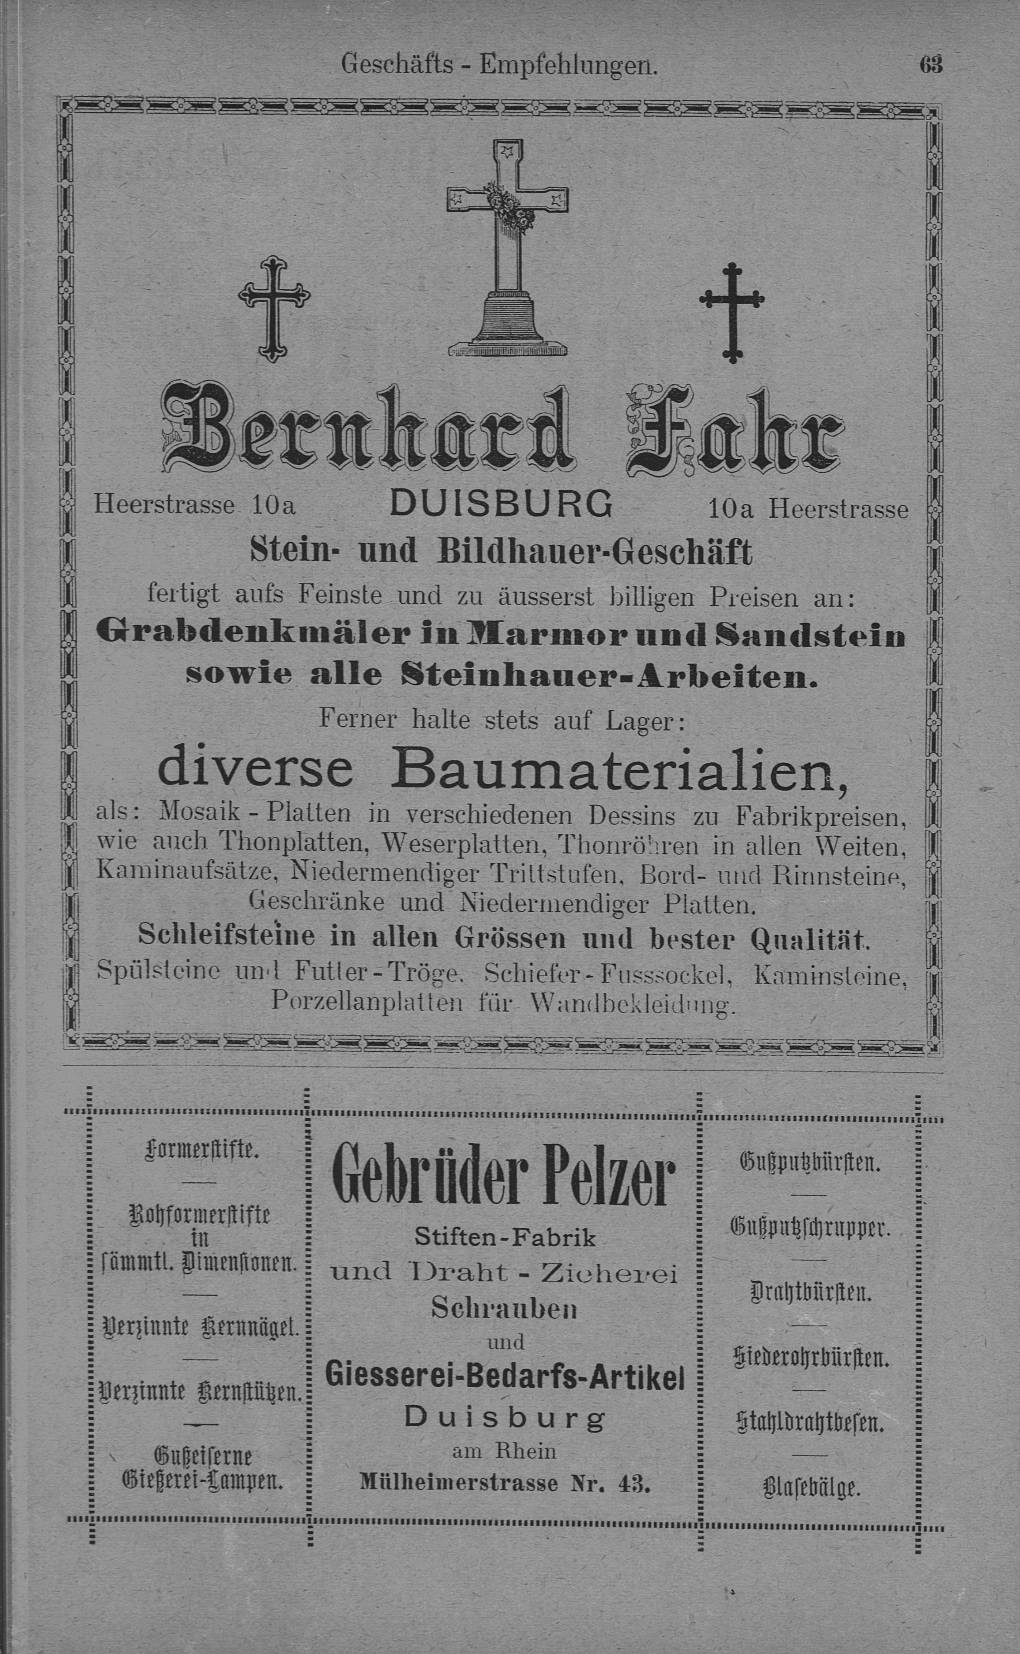 Geschäfts - Empfehlungen. 63
Bernhard Fahr
Heerstrasse 10a DUISBURG 10a Heerstrasse
Stein- und Bildhauer-Geschäft
fertigt aufs Feinste und zu äusserst billigen Preisen an:
Grabdenkmäler in Marmor und Sandstein
sowie alle Steinhauer-Arbeiten.
Ferner halte stets auf Lager:
diverse Baumaterialien,
als: Mosaik - Platten in verschiedenen Dessins zu Fabrikpreisen,
wie auch Thonplatten, Weserplatten, Thonröhren in allen Weiten,
Kaminaufsätze, Niedermendiger Trittstufen, Bord- und Rinnsteine,
Geschränke und Niedermendiger Platten.
Schleifsteine in allen Grössen und bester Qualität.
Spülsteine und Futter-Tröge, Schiefer-Fusssockel, Kaminsteine,
Porzellanplatten für Wandbekleidung.
Formerstifte.
Rohformerstifte
in
sämmtl. Dimensionen.
Verzinnte Kernnägel.
Verzinnte Kernstützen.
Gußeiserne
Gießerei-Lampen.
Gebrüder Pelzer
Stiften-Fabrik
und Draht - Zieherei
Schrauben
und
Giesserei-Bedarfs-Artikel
Duisburg
am Rhein
Mülheimerstrasse Nr. 43.
Gußputzbürsten.
Gußputzschrupper.
Drahtbürsten.
Siederohrbürsten.
Stahldrahtbesen.
Blasebälge.